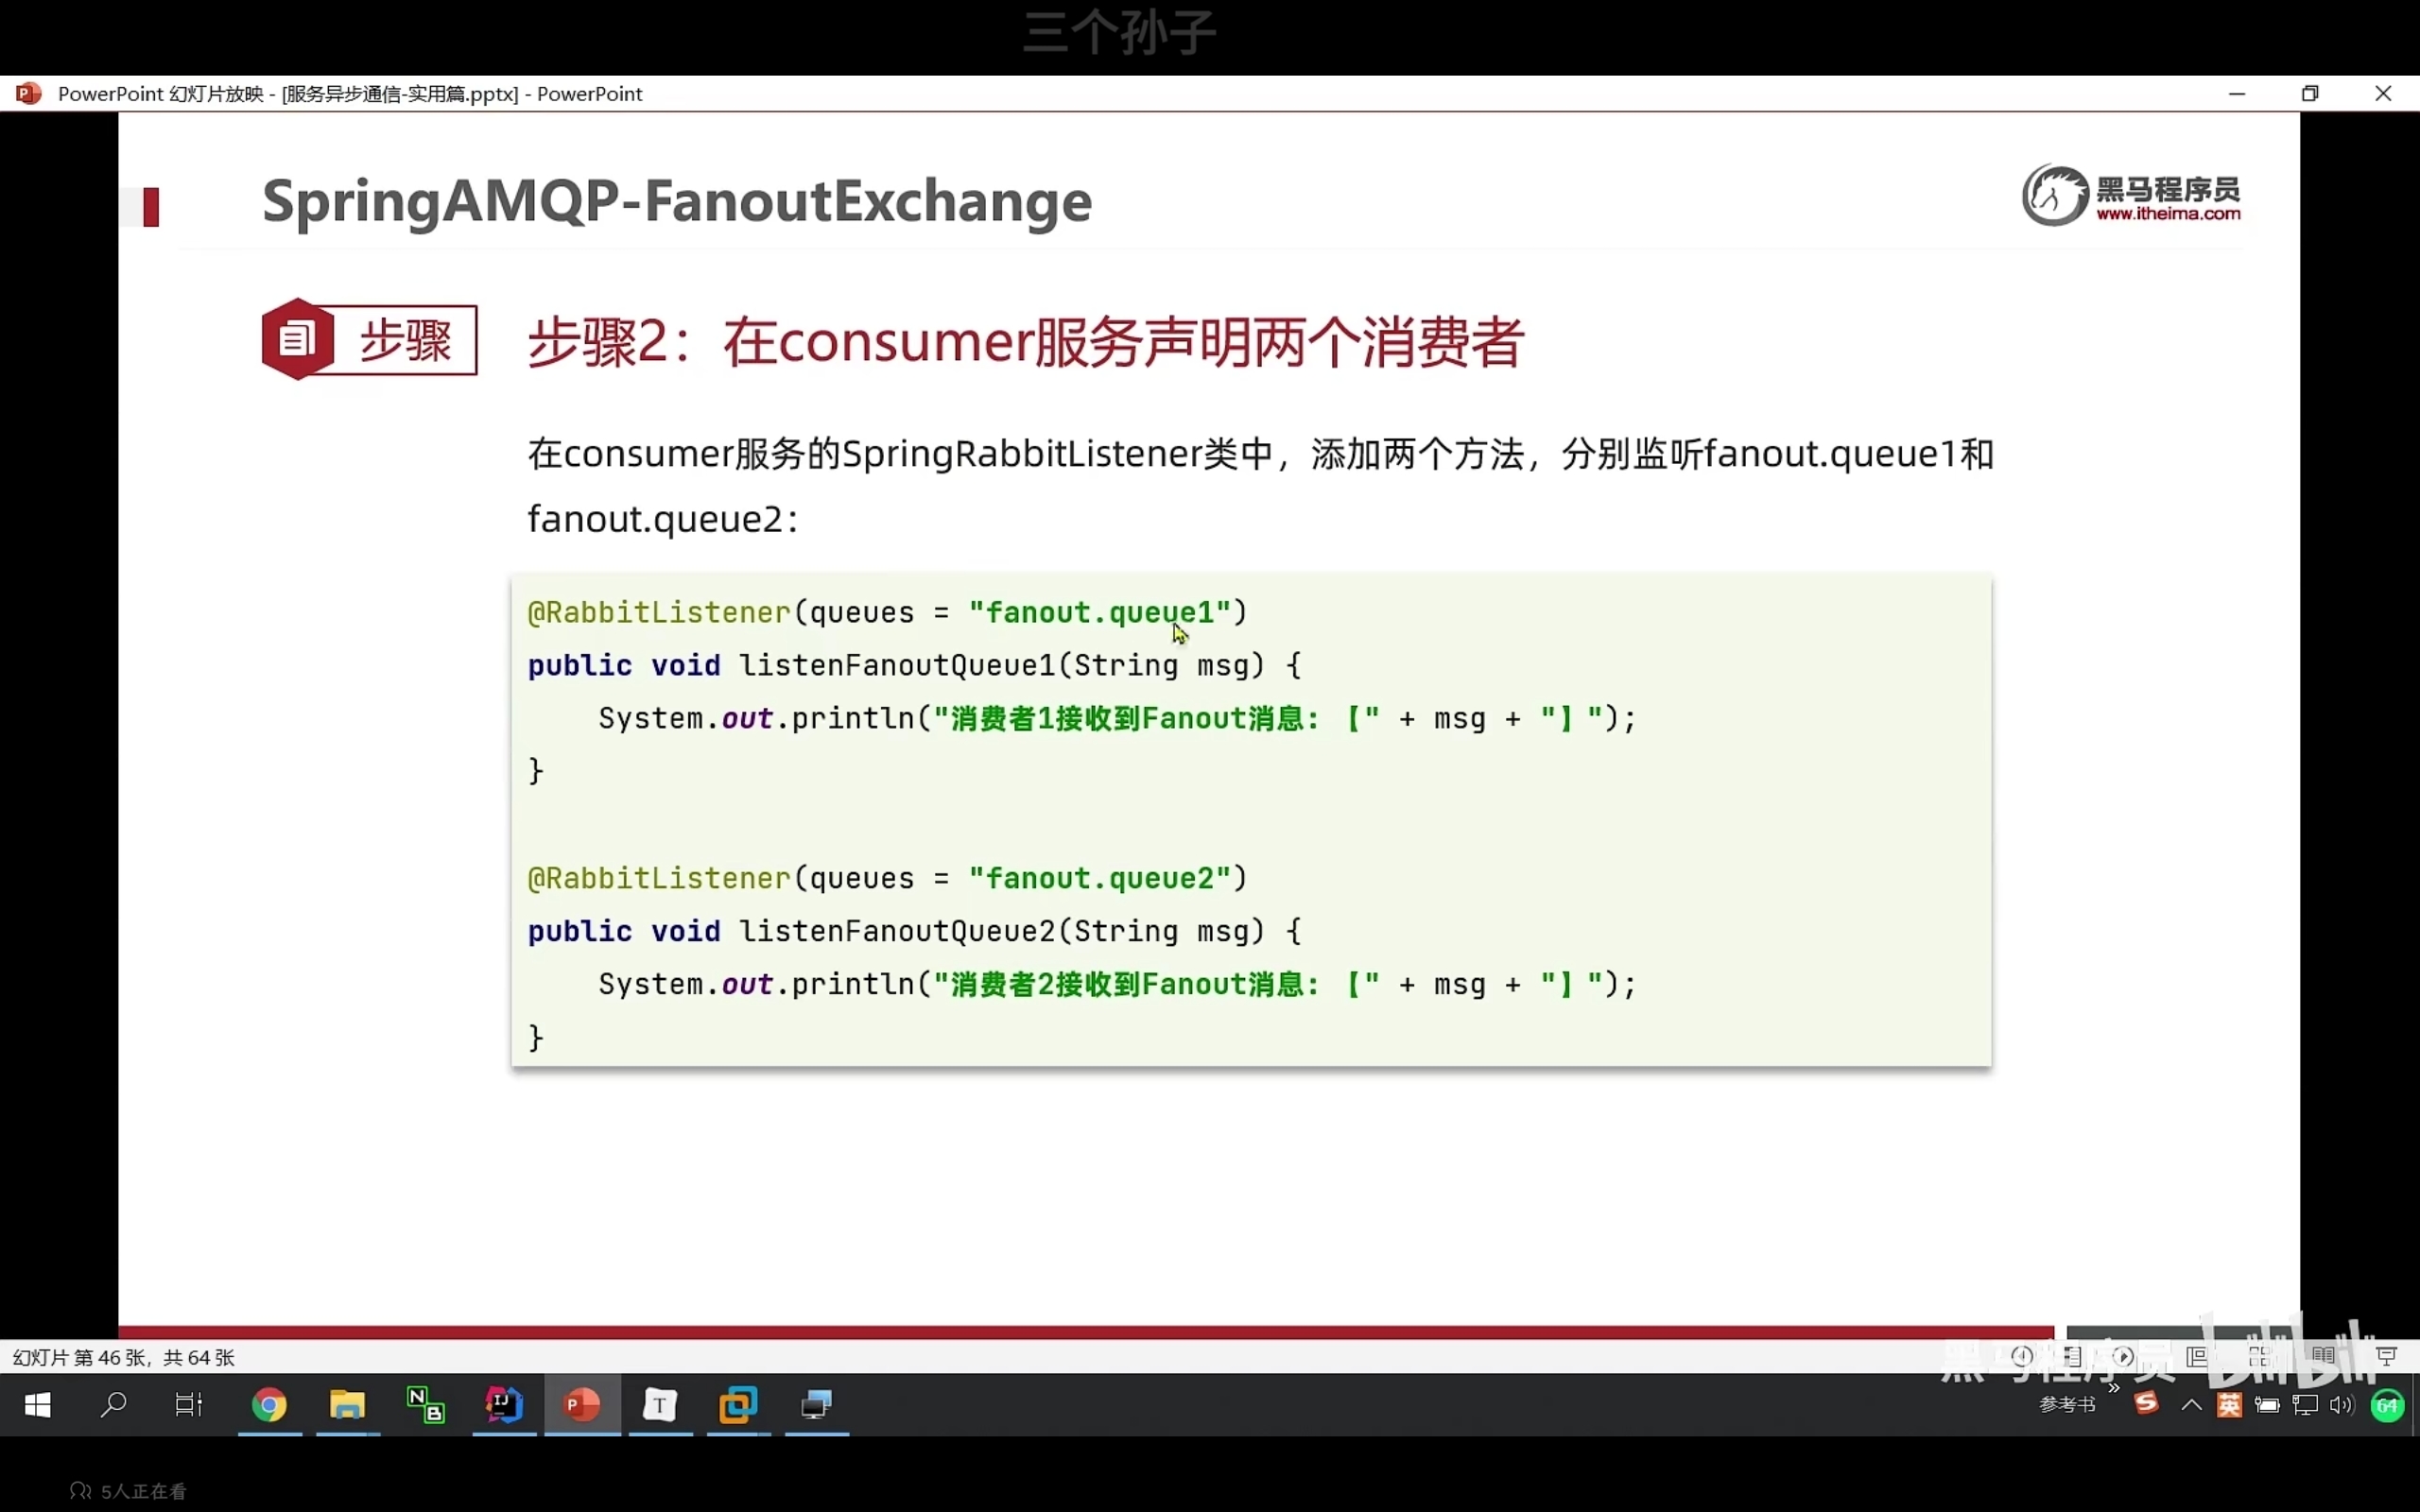 三个孙子
PowerPoint 幻灯片放映 - [服务异步通信-实用篇.pptx] - PowerPoint
SpringAMQP-FanoutExchange
黑马程序员
www.itheima.com
步骤
步骤2：在consumer服务声明两个消费者
在consumer服务的SpringRabbitListener类中，添加两个方法，分别监听fanout.queue1和
fanout.queue2：
@RabbitListener(queues = "fanout.queue1")
public void listenFanoutQueue1(String msg) {
    System.out.println("消费者1接收到Fanout消息：【" + msg + "】");
}
@RabbitListener(queues = "fanout.queue2")
public void listenFanoutQueue2(String msg) {
    System.out.println("消费者2接收到Fanout消息：【" + msg + "】");
}
黑马程序员 bilibili
幻灯片 第 46 张，共 64 张
参考书
英
64
5人正在看